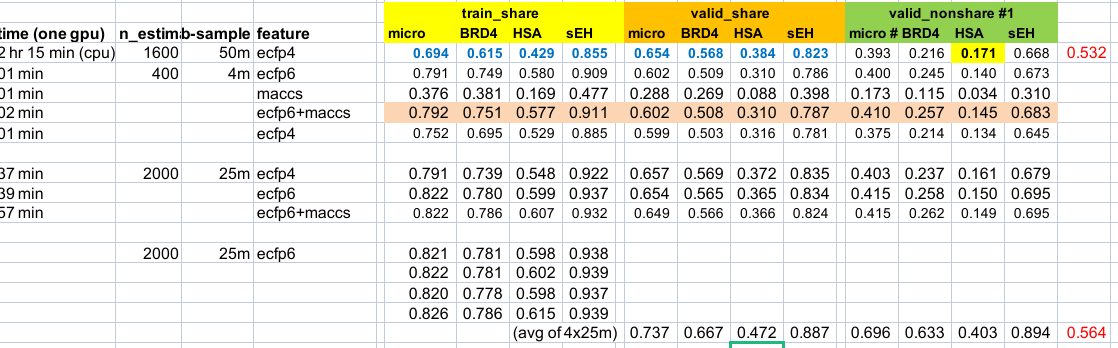 train_share valid_share valid_nonshare #1
time (one gpu) n_estim b-sample feature micro BRD4 HSA sEH micro BRD4 HSA sEH micro # BRD4 HSA sEH
2 hr 15 min (cpu) 1600 50m ecfp4 0.694 0.615 0.429 0.855 0.654 0.568 0.384 0.823 0.393 0.216 0.171 0.668 0.532
01 min 400 4m ecfp6 0.791 0.749 0.580 0.909 0.602 0.509 0.310 0.786 0.400 0.245 0.140 0.673
01 min maccs 0.376 0.381 0.169 0.477 0.288 0.269 0.088 0.398 0.173 0.115 0.034 0.310
02 min ecfp6+maccs 0.792 0.751 0.577 0.911 0.602 0.508 0.310 0.787 0.410 0.257 0.145 0.683
01 min ecfp4 0.752 0.695 0.529 0.885 0.599 0.503 0.316 0.781 0.375 0.214 0.134 0.645
37 min 2000 25m ecfp4 0.791 0.739 0.548 0.922 0.657 0.569 0.372 0.835 0.403 0.237 0.161 0.679
39 min ecfp6 0.822 0.780 0.599 0.937 0.654 0.565 0.365 0.834 0.415 0.258 0.150 0.695
57 min ecfp6+maccs 0.822 0.786 0.607 0.932 0.649 0.566 0.366 0.824 0.415 0.262 0.149 0.695
2000 25m ecfp6 0.821 0.781 0.598 0.938
0.822 0.781 0.602 0.939
0.820 0.778 0.598 0.937
0.826 0.786 0.615 0.939
(avg of 4x25m) 0.737 0.667 0.472 0.887 0.696 0.633 0.403 0.894 0.564